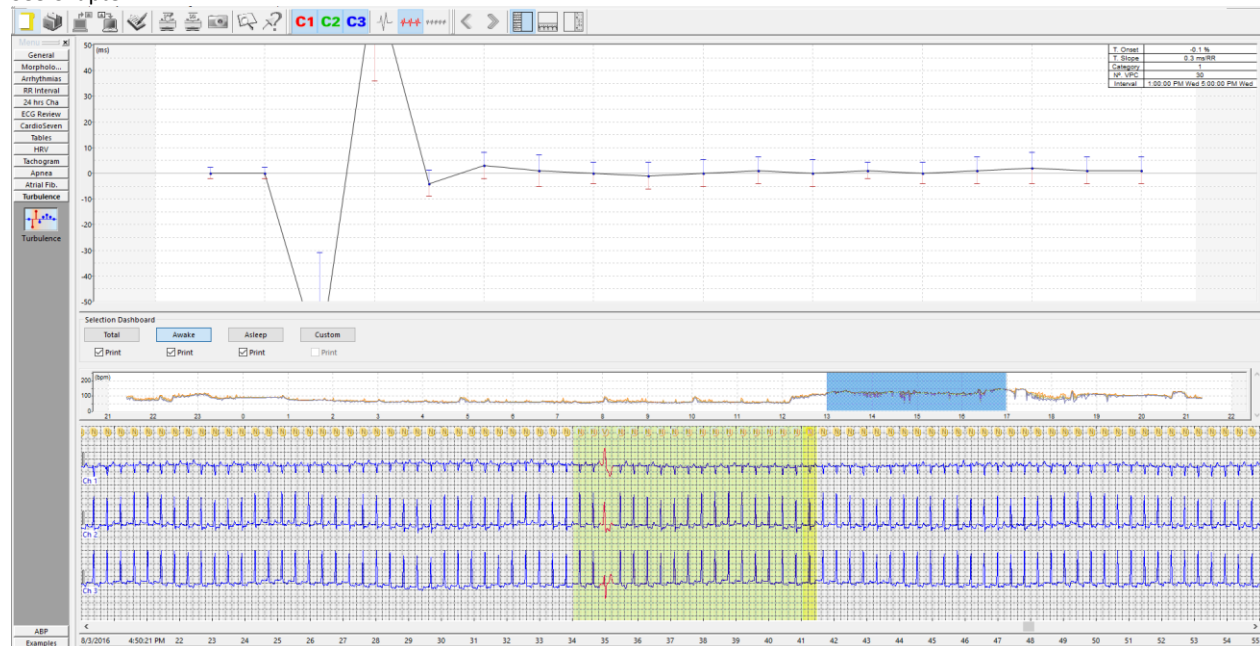 C1 C2 C3
Menu
General
Morpholo...
Arrhythmias
RR Interval
24 hrs Cha
ECG Review
CardioSeven
Tables
HRV
Tachogram
Apnea
Atrial Fib.
Turbulence
Turbulence
ABP
Examples
50 (ms)
40
30
20
10
0
-10
-20
-30
-40
-50
T. Onset -0.1 %
T. Slope 0.3 ms/RR
Category 1
Nº. VPC 30
Interval 1:00:00 PM Wed 5:00:00 PM Wed
Selection Dashboard
Total Awake Asleep Custom
Print Print Print Print
200 (bpm)
100
0
21 22 23 0 1 2 3 4 5 6 7 8 9 10 11 12 13 14 15 16 17 18 19 20 21 22
Ch 1
Ch 2
Ch 3
8/3/2016 4:50:21 PM 22 23 24 25 26 27 28 29 30 31 32 33 34 35 36 37 38 39 40 41 42 43 44 45 46 47 48 49 50 51 52 53 54 55